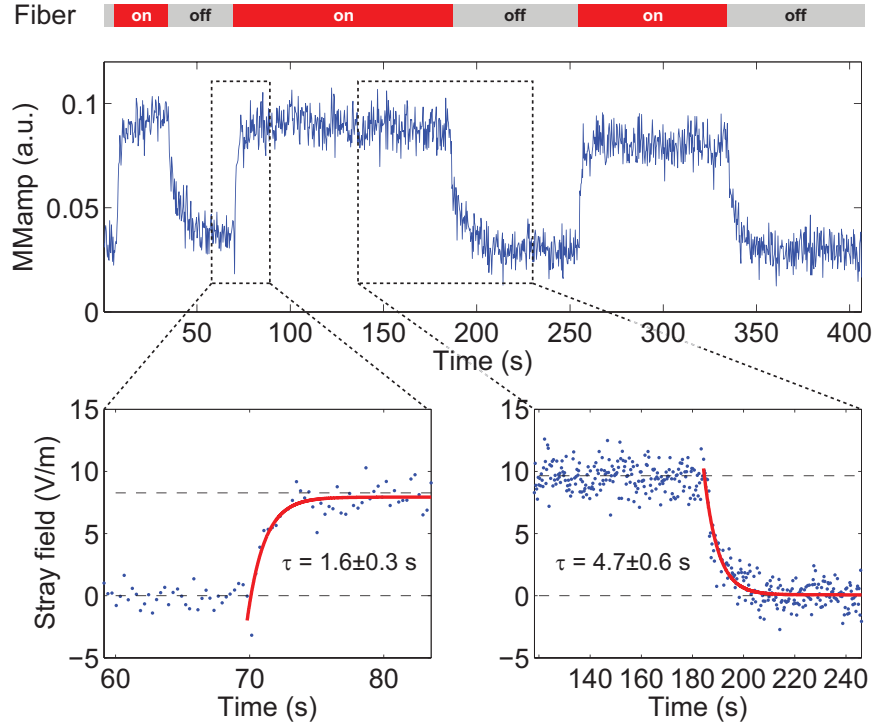 Fiber on off on off on off
MMamp (a.u.)
0.1
0.05
0
50 100 150 200 250 300 350 400
Time (s)
Stray field (V/m)
15
10
5
0
−5
τ = 1.6±0.3 s
60 70 80
Time (s)
15
10
5
0
−5
τ = 4.7±0.6 s
140 160 180 200 220 240
Time (s)